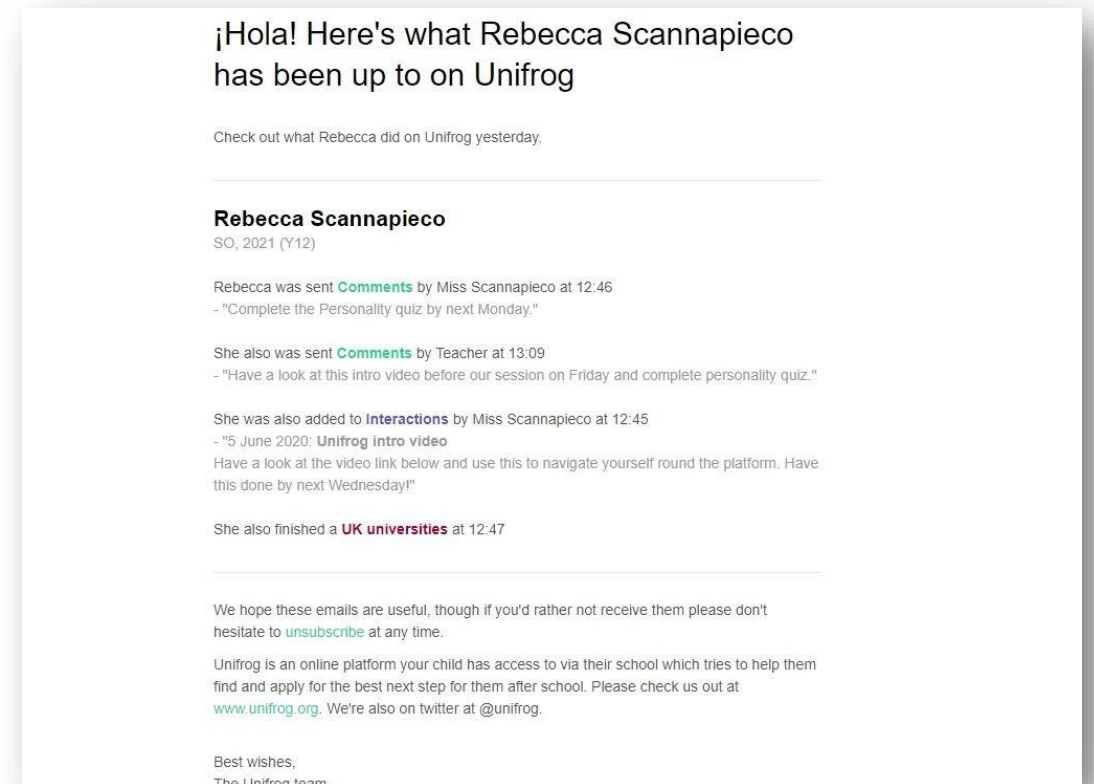 ¡Hola! Here's what Rebecca Scannapieco
has been up to on Unifrog
Check out what Rebecca did on Unifrog yesterday.
Rebecca Scannapieco
SO, 2021 (Y12)
Rebecca was sent Comments by Miss Scannapieco at 12:46
- "Complete the Personality quiz by next Monday."
She also was sent Comments by Teacher at 13:09
- "Have a look at this intro video before our session on Friday and complete personality quiz."
She was also added to Interactions by Miss Scannapieco at 12:45
- "5 June 2020: Unifrog intro video
Have a look at the video link below and use this to navigate yourself round the platform. Have
this done by next Wednesday!"
She also finished a UK universities at 12:47
We hope these emails are useful, though if you'd rather not receive them please don't
hesitate to unsubscribe at any time.
Unifrog is an online platform your child has access to via their school which tries to help them
find and apply for the best next step for them after school. Please check us out at
www.unifrog.org. We're also on twitter at @unifrog.
Best wishes,
The Unifrog team